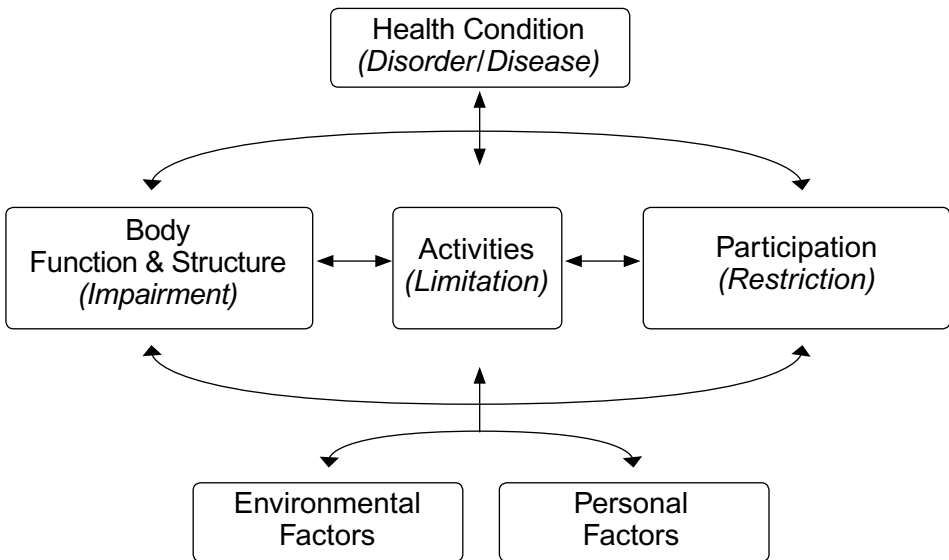 Health Condition
(Disorder/Disease)
Body
Function & Structure
(Impairment)
Activities
(Limitation)
Participation
(Restriction)
Environmental
Factors
Personal
Factors